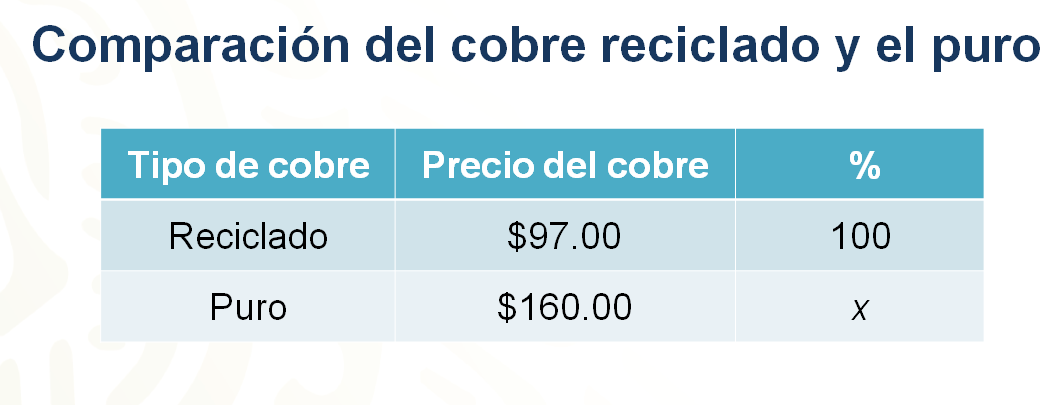 Comparación del cobre reciclado y el puro
Tipo de cobre Precio del cobre %
Reciclado $97.00 100
Puro $160.00 x